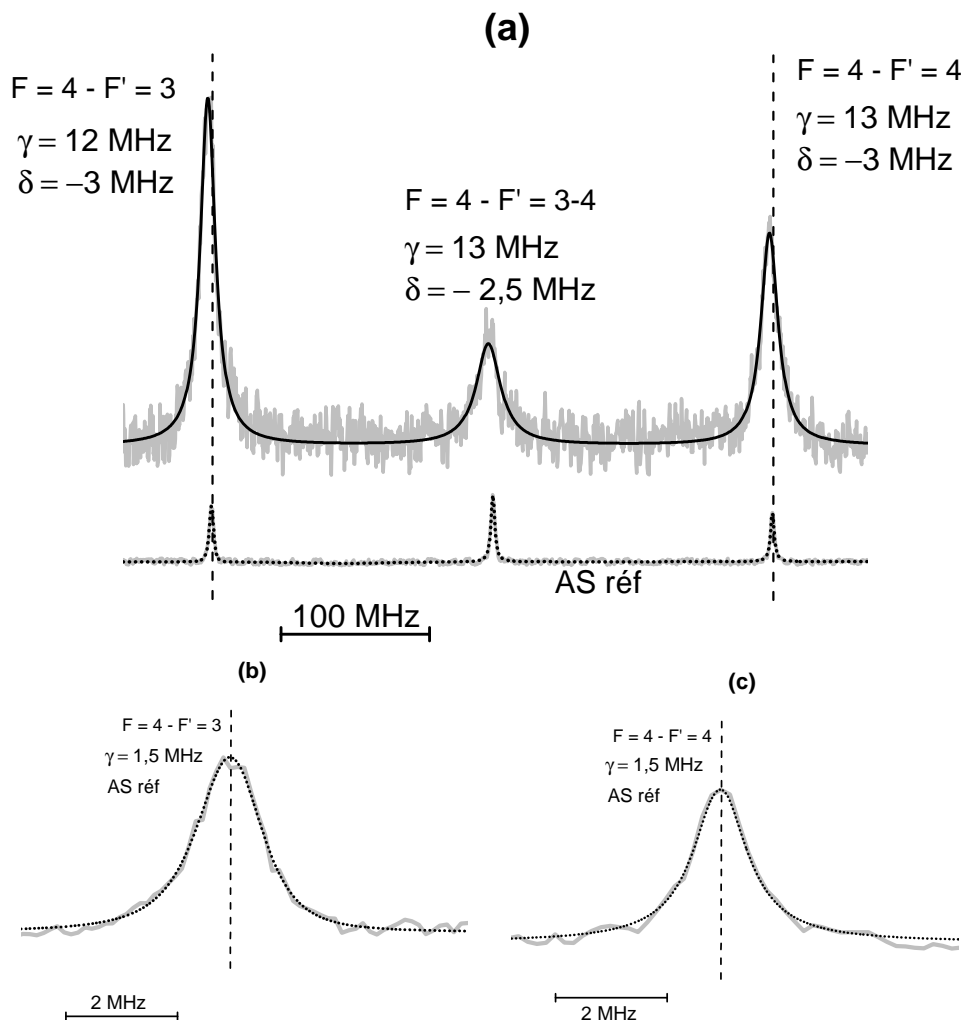 (a)
F = 4 - F' = 3
γ = 12 MHz
δ = −3 MHz
F = 4 - F' = 3-4
γ = 13 MHz
δ = − 2,5 MHz
F = 4 - F' = 4
γ = 13 MHz
δ = −3 MHz
AS réf
100 MHz
(b)
F = 4 - F' = 3
γ = 1,5 MHz
AS réf
2 MHz
(c)
F = 4 - F' = 4
γ = 1,5 MHz
AS réf
2 MHz